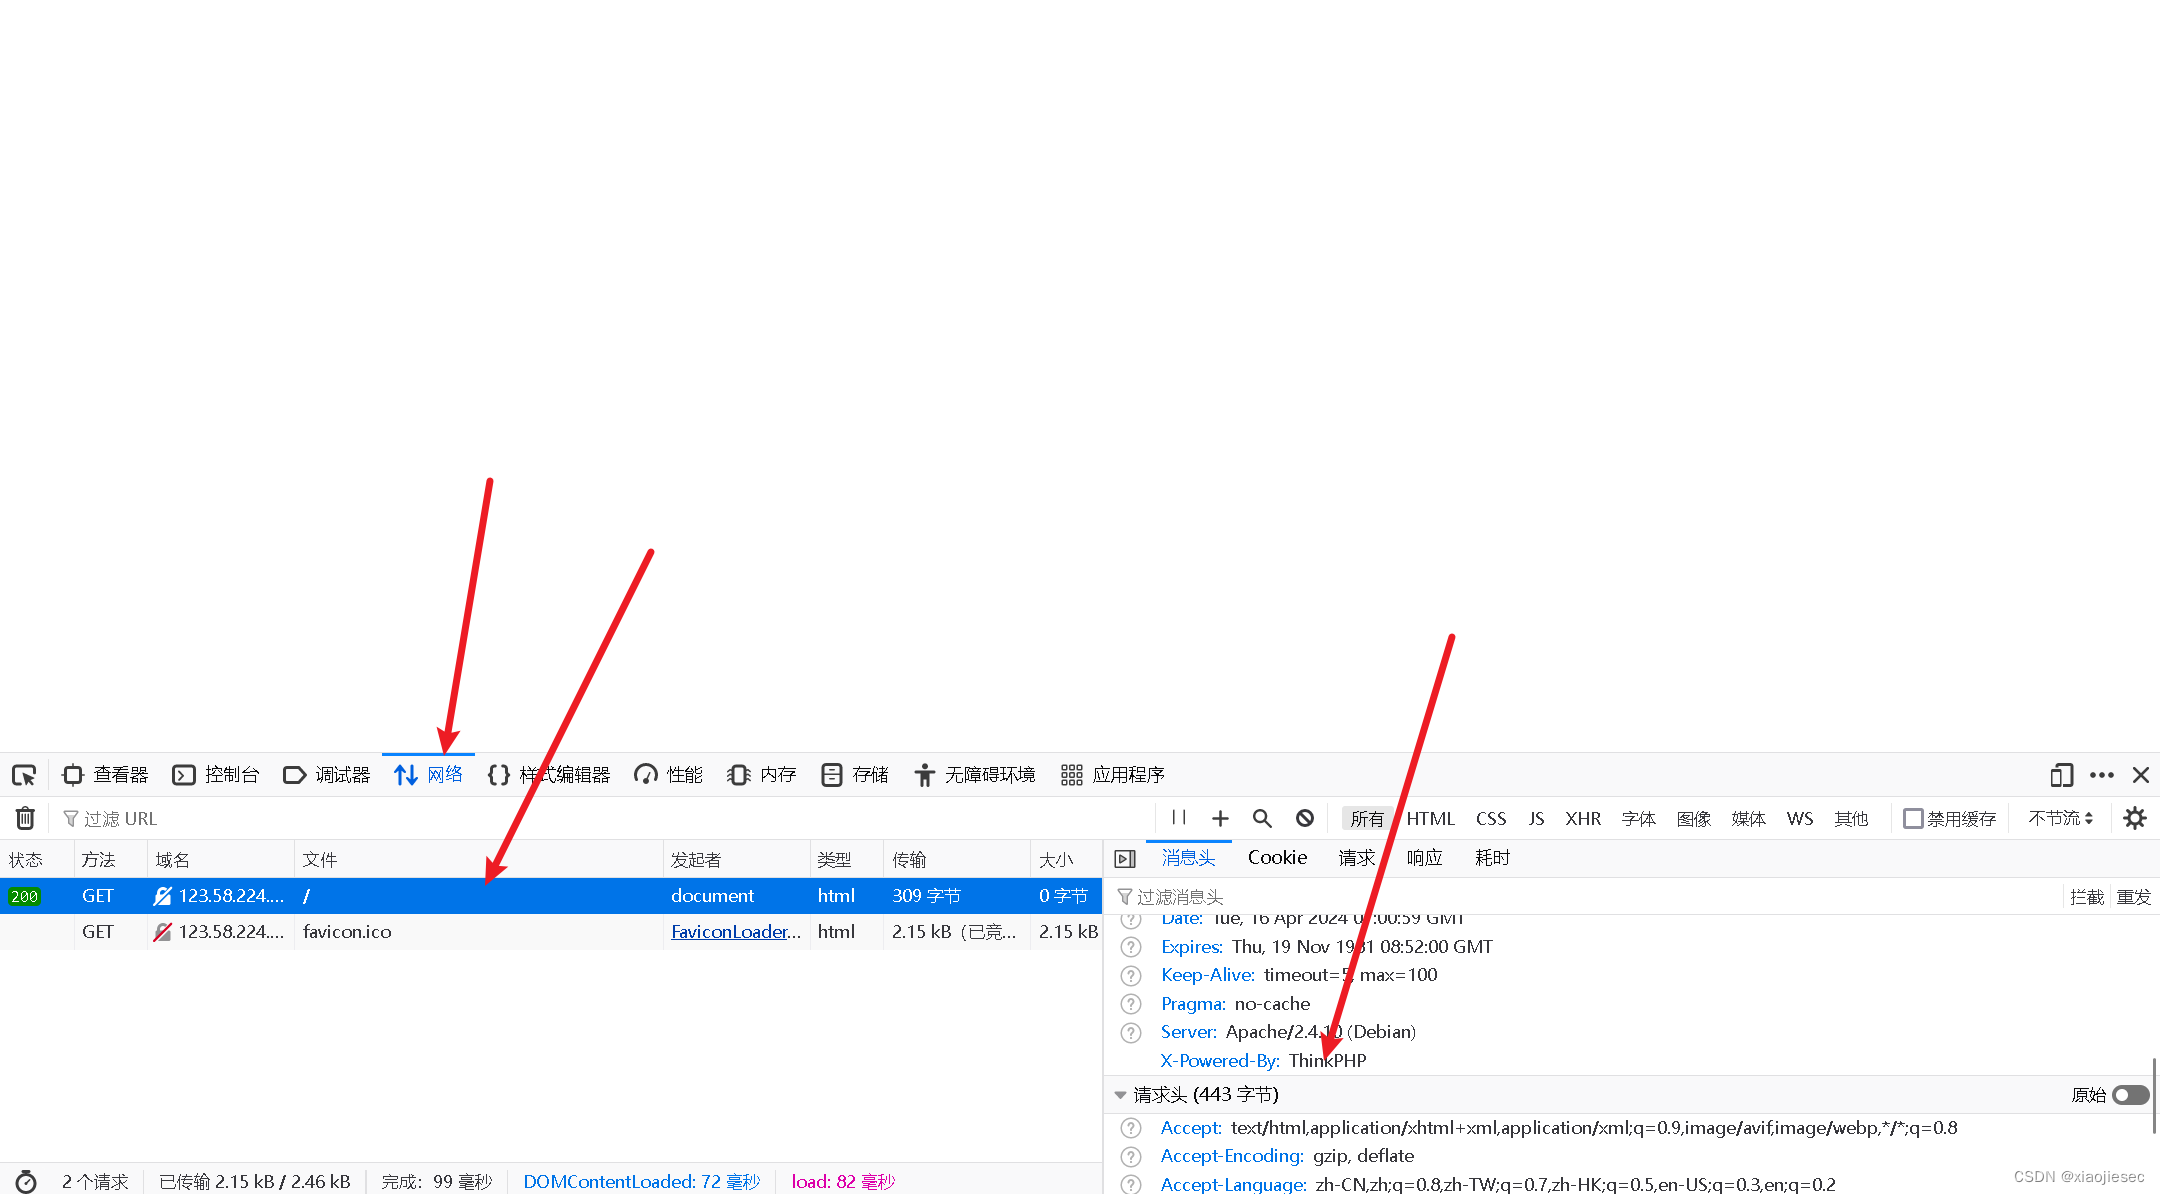 查看器 控制台 调试器 网络 样式编辑器 性能 内存 存储 无障碍环境 应用程序
过滤 URL 所有 HTML CSS JS XHR 字体 图像 媒体 WS 其他 禁用缓存 不节流
状态 方法 域名 文件 发起者 类型 传输 大小
200 GET 123.58.224.... / document html 309 字节 0 字节
GET 123.58.224.... favicon.ico FaviconLoader... html 2.15 kB (已竞... 2.15 kB
消息头 Cookie 请求 响应 耗时
过滤消息头 拦截 重发
Date: Tue, 16 Apr 2024 GMT
Expires: Thu, 19 Nov 1981 08:52:00 GMT
Keep-Alive: timeout=5, max=100
Pragma: no-cache
Server: Apache/2.4.10 (Debian)
X-Powered-By: ThinkPHP
请求头 (443 字节) 原始
Accept: text/html,application/xhtml+xml,application/xml;q=0.9,image/avif,image/webp,*/*;q=0.8
Accept-Encoding: gzip, deflate
Accept-Language: zh-CN,zh;q=0.8,zh-TW;q=0.7,zh-HK;q=0.5,en-US;q=0.3,en;q=0.2
2 个请求 已传输 2.15 kB / 2.46 kB 完成: 99 毫秒 DOMContentLoaded: 72 毫秒 load: 82 毫秒
CSDN @xiaojiesec